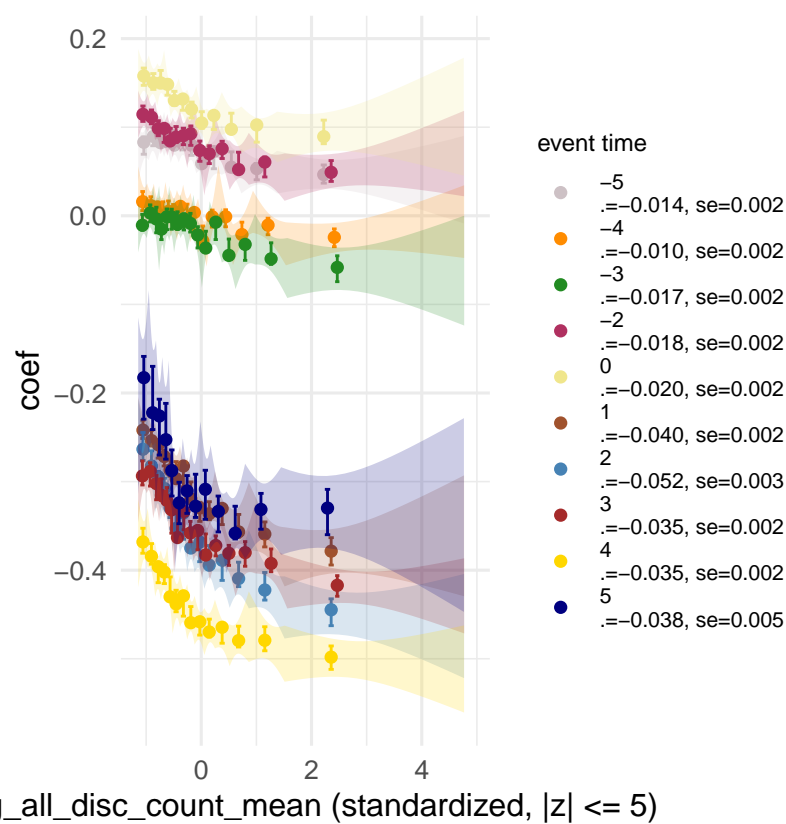 0.2
0.0
−0.2
−0.4
coef
0
2
4
_all_disc_count_mean (standardized, |z| <= 5)
event time
−5
.=−0.014, se=0.002
−4
.=−0.010, se=0.002
−3
.=−0.017, se=0.002
−2
.=−0.018, se=0.002
0
.=−0.020, se=0.002
1
.=−0.040, se=0.002
2
.=−0.052, se=0.003
3
.=−0.035, se=0.002
4
.=−0.035, se=0.002
5
.=−0.038, se=0.005